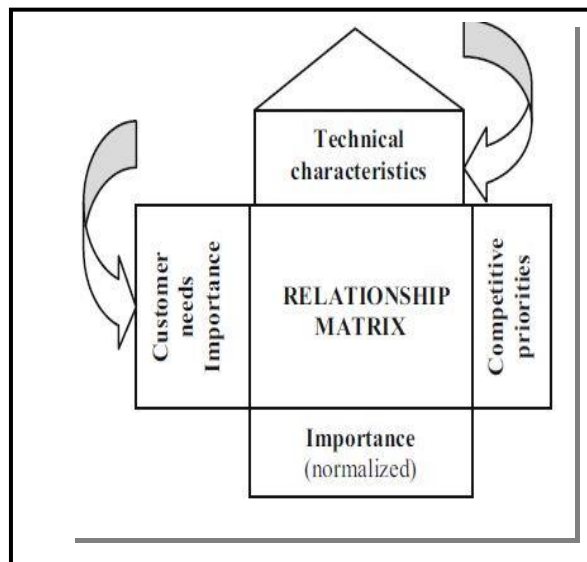 Technical
characteristics
Customer
needs
Importance
RELATIONSHIP
MATRIX
Competitive
priorities
Importance
(normalized)